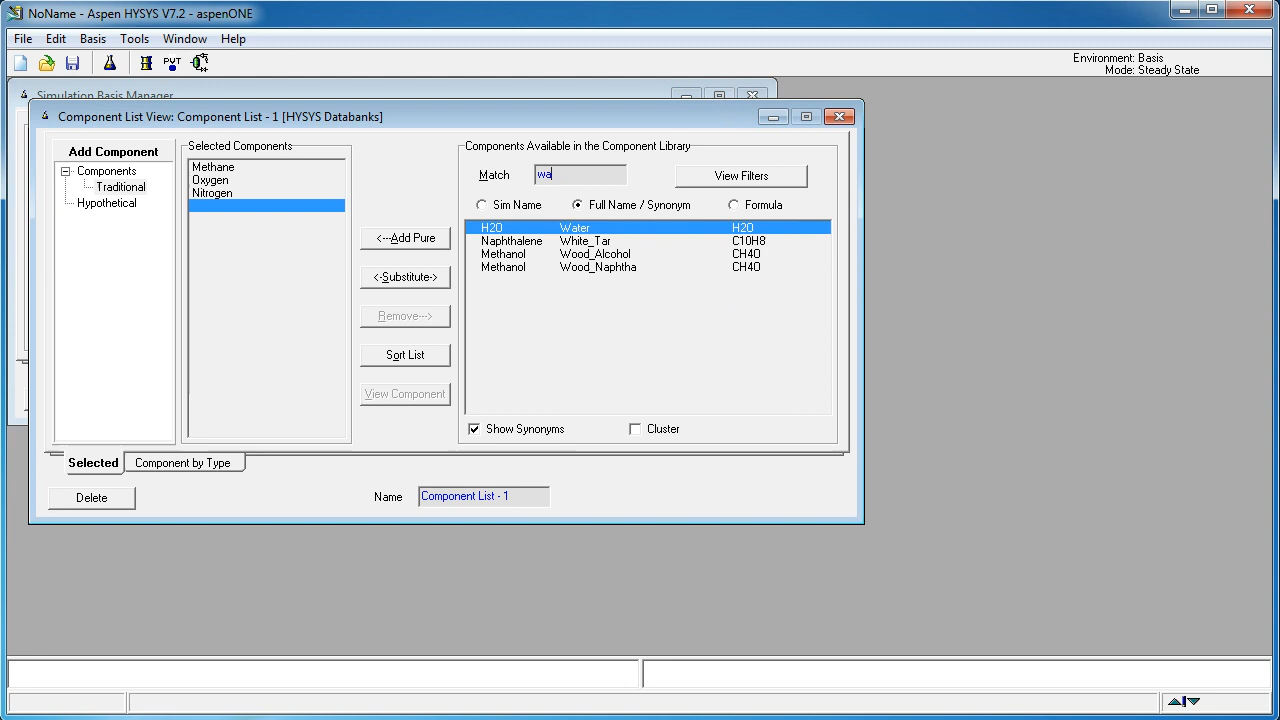 NoName - Aspen HYSYS V7.2 - aspenONE
File Edit Basis Tools Window Help
PVT
Environment: Basis
Mode: Steady State
Simulation Basis Manager
Component List View: Component List - 1 [HYSYS Databanks]
Add Component
Components
Traditional
Hypothetical
Selected Components
Methane
Oxygen
Nitrogen
<---Add Pure
<-Substitute->
Remove--->
Sort List
View Component
Components Available in the Component Library
Match wa View Filters
Sim Name Full Name / Synonym Formula
H2O Water H2O
Naphthalene White_Tar C10H8
Methanol Wood_Alcohol CH4O
Methanol Wood_Naphtha CH4O
Show Synonyms Cluster
Selected Component by Type
Delete Name Component List - 1